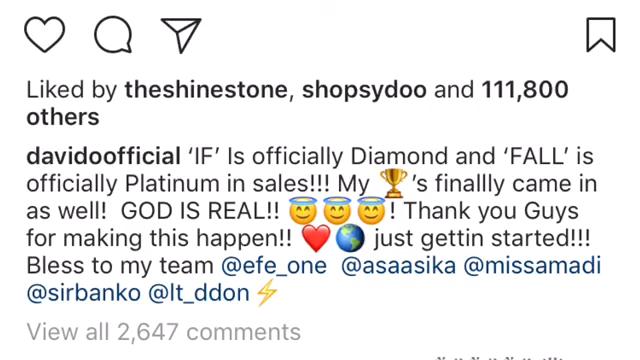 Liked by theshinestone, shopsydoo and 111,800
others
davidoofficial ‘IF’ Is officially Diamond and ‘FALL’ is
officially Platinum in sales!!! My 🏆’s finallly came in
as well!  GOD IS REAL!! 😇😇😇! Thank you Guys
for making this happen!! ❤️🌎 just gettin started!!!
Bless to my team @efe_one  @asaasika @missamadi
@sirbanko @lt_ddon⚡
View all 2,647 comments